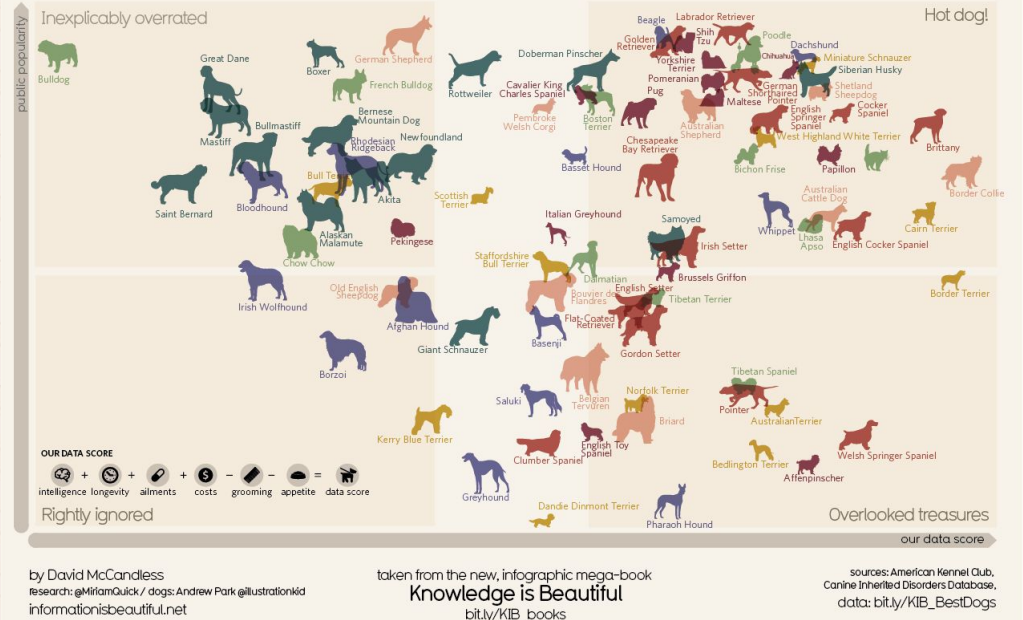 Inexplicably overrated
Hot dog!
public popularity
Bulldog
Great Dane
Boxer
German Shepherd
French Bulldog
Mastiff
Bullmastiff
Bernese
Mountain Dog
Rhodesian
Ridgeback
Newfoundland
Saint Bernard
Bloodhound
Akita
Alaskan
Malamute
Pekingese
Chow Chow
Rottweiler
Doberman Pinscher
Cavalier King
Charles Spaniel
Pembroke
Welsh Corgi
Boston
Terrier
Basset Hound
Scottish
Terrier
Italian Greyhound
Staffordshire
Bull Terrier
Dalmatian
Beagle
Labrador Retriever
Golden
Retriever
Shih
Tzu
Poodle
Yorkshire
Terrier
Chihuahua
Dachshund
Miniature Schnauzer
Siberian Husky
Pomeranian
Pug
Maltese
German
Shorthaired
Pointer
Shetland
Sheepdog
Australian
Shepherd
English
Springer
Spaniel
Cocker
Spaniel
West Highland White Terrier
Brittany
Chesapeake
Bay Retriever
Bichon Frise
Papillon
Border Collie
Australian
Cattle Dog
Whippet
Lhasa
Apso
English Cocker Spaniel
Cairn Terrier
Samoyed
Irish Setter
Brussels Griffon
Irish Wolfhound
Old English
Sheepdog
Afghan Hound
Borzoi
Giant Schnauzer
Kerry Blue Terrier
Bouvier des
Flandres
English Setter
Tibetan Terrier
Flat-Coated
Retriever
Basenji
Gordon Setter
Border Terrier
Saluki
Belgian
Tervuren
Norfolk Terrier
Briard
Tibetan Spaniel
Pointer
AustralianTerrier
Clumber Spaniel
English Toy
Spaniel
Bedlington Terrier
Affenpinscher
Welsh Springer Spaniel
Greyhound
Dandie Dinmont Terrier
Pharaoh Hound
OUR DATA SCORE
+ + + − − =
intelligence longevity ailments costs grooming appetite data score
Rightly ignored
Overlooked treasures
our data score
by David McCandless
research: @MiriamQuick / dogs: Andrew Park @illustrationkid
informationisbeautiful.net
taken from the new, infographic mega-book
Knowledge is Beautiful
bit.ly/KIB_books
sources: American Kennel Club,
Canine Inherited Disorders Database,
data: bit.ly/KIB_BestDogs